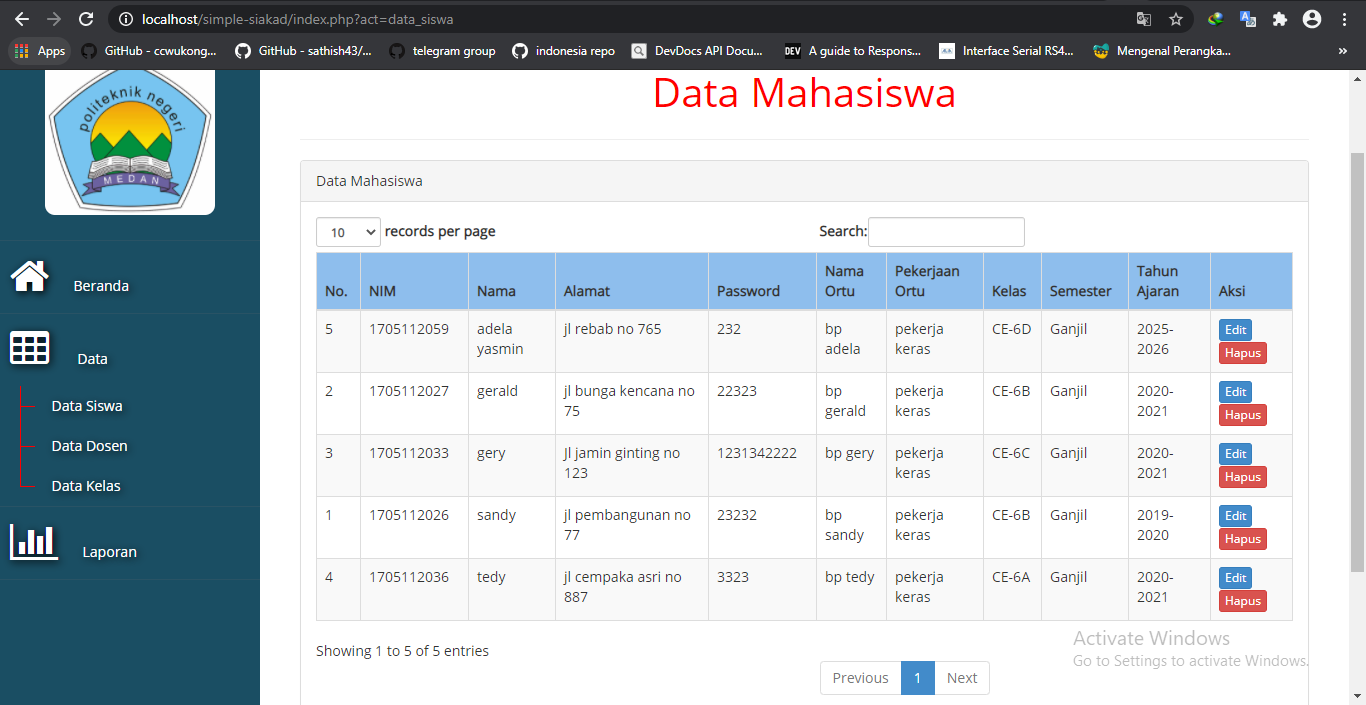 localhost/simple-siakad/index.php?act=data_siswa
Apps GitHub - ccwukong... GitHub - sathish43/... telegram group indonesia repo DevDocs API Docu... DEV A guide to Respons... Interface Serial RS4... Mengenal Perangka... »
politeknik negeri
MEDAN
Beranda
Data
Data Siswa
Data Dosen
Data Kelas
Laporan
Data Mahasiswa
Data Mahasiswa
10 records per page Search:
No. NIM Nama Alamat Password Nama Ortu Pekerjaan Ortu Kelas Semester Tahun Ajaran Aksi
5 1705112059 adela yasmin jl rebab no 765 232 bp adela pekerja keras CE-6D Ganjil 2025-2026 Edit Hapus
2 1705112027 gerald jl bunga kencana no 75 22323 bp gerald pekerja keras CE-6B Ganjil 2020-2021 Edit Hapus
3 1705112033 gery Jl jamin ginting no 123 1231342222 bp gery pekerja keras CE-6C Ganjil 2020-2021 Edit Hapus
1 1705112026 sandy jl pembangunan no 77 23232 bp sandy pekerja keras CE-6B Ganjil 2019-2020 Edit Hapus
4 1705112036 tedy jl cempaka asri no 887 3323 bp tedy pekerja keras CE-6A Ganjil 2020-2021 Edit Hapus
Showing 1 to 5 of 5 entries
Previous 1 Next
Activate Windows
Go to Settings to activate Windows.